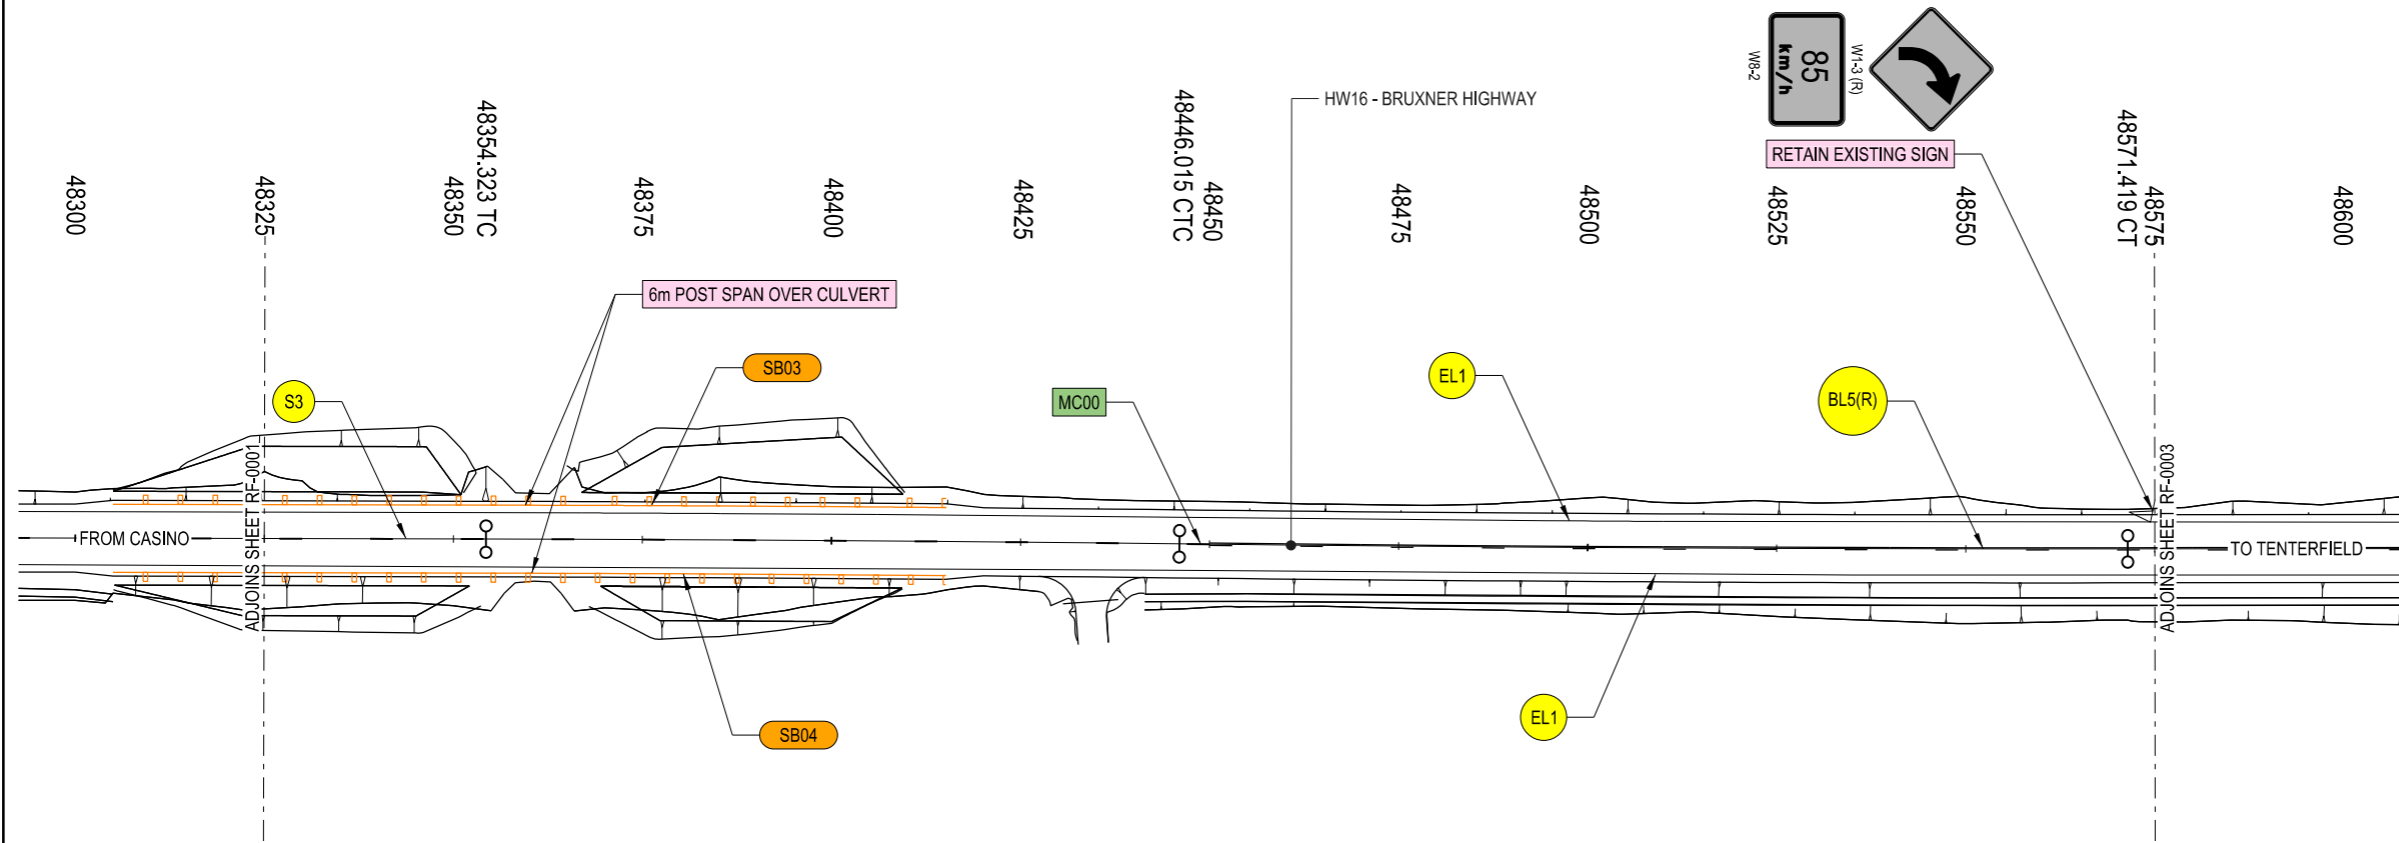 85
km/h
W8-2
W1-3 (R)
RETAIN EXISTING SIGN
HW16 - BRUXNER HIGHWAY
48300
48325
48350
48354.323 TC
48375
48400
48425
48446.015 CTC
48450
48475
48500
48525
48550
48571.419 CT
48575
48600
6m POST SPAN OVER CULVERT
SB03
S3
MC00
EL1
BL5(R)
FROM CASINO
ADJOINS SHEET RF-0001
ADJOINS SHEET RF-0003
TO TENTERFIELD
SB04
EL1